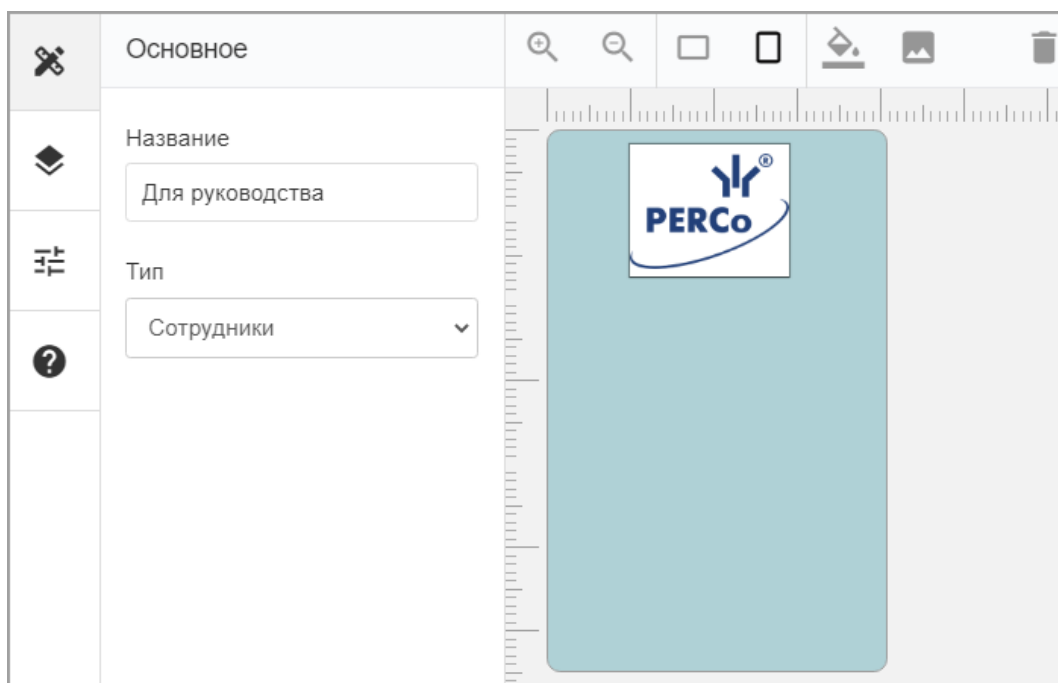 Основное
Название
Для руководства
Тип
Сотрудники
®
PERCo